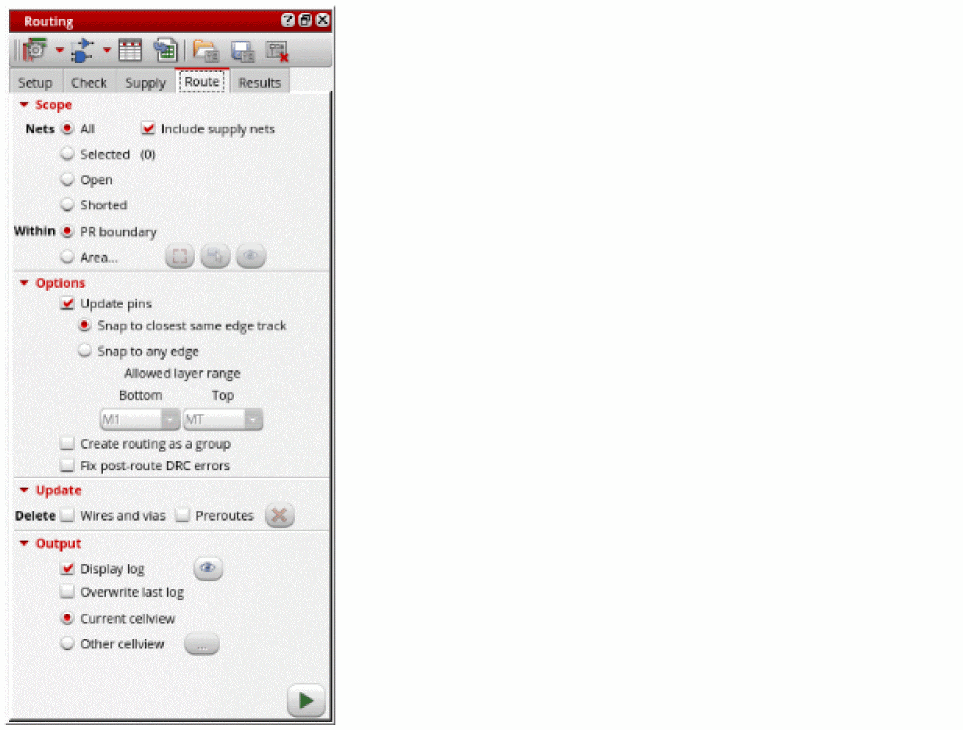 Routing
Setup Check Supply Route Results
Scope
Nets All Include supply nets
Selected (0)
Open
Shorted
Within PR boundary
Area...
Options
Update pins
Snap to closest same edge track
Snap to any edge
Allowed layer range
Bottom Top
M1 MT
Create routing as a group
Fix post-route DRC errors
Update
Delete Wires and vias Preroutes
Output
Display log
Overwrite last log
Current cellview
Other cellview ...